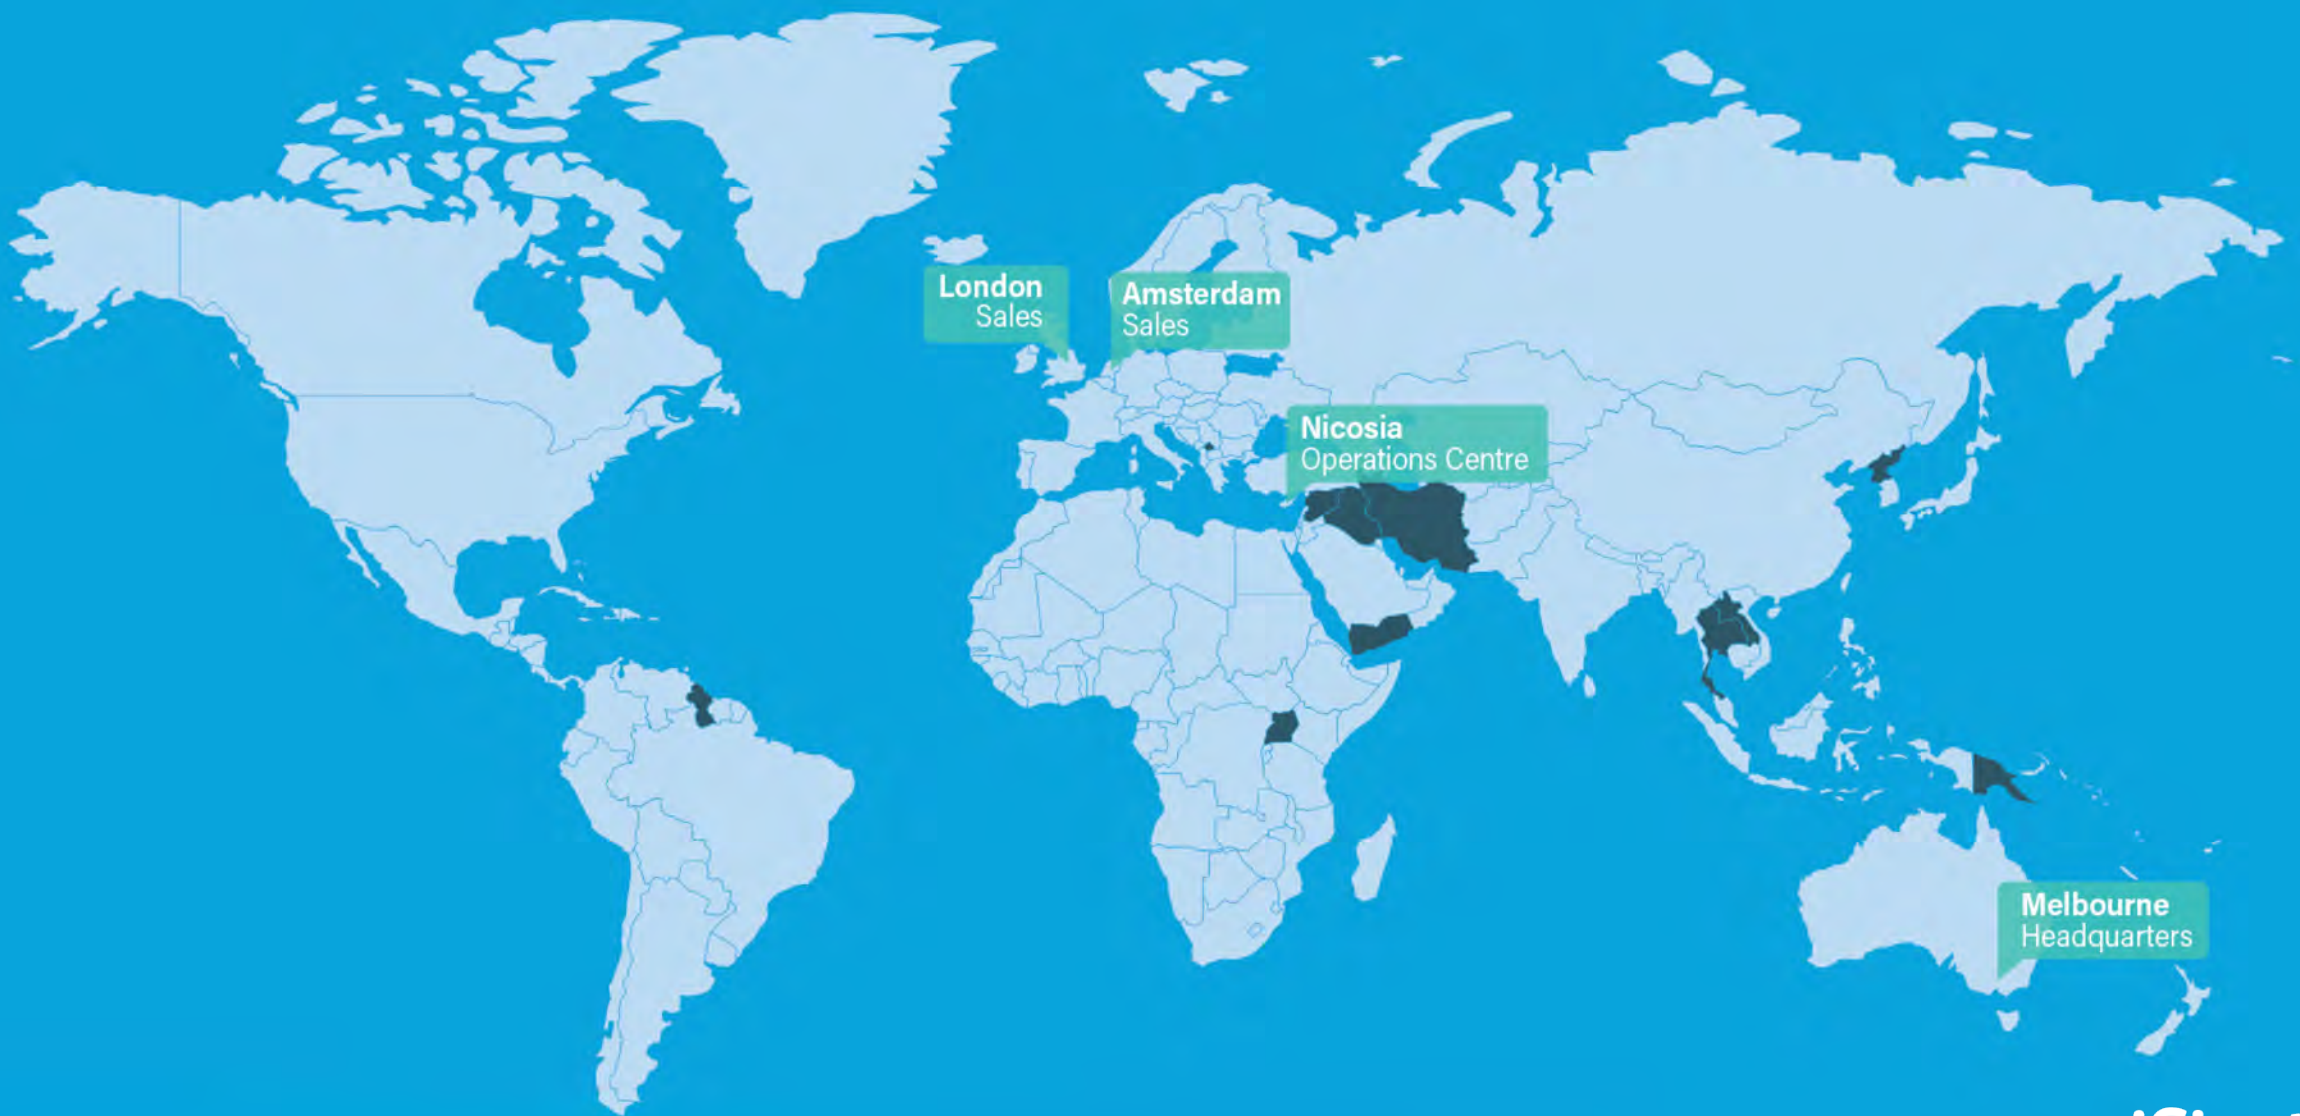 London
Sales
Amsterdam
Sales
Nicosia
Operations Centre
Melbourne
Headquarters